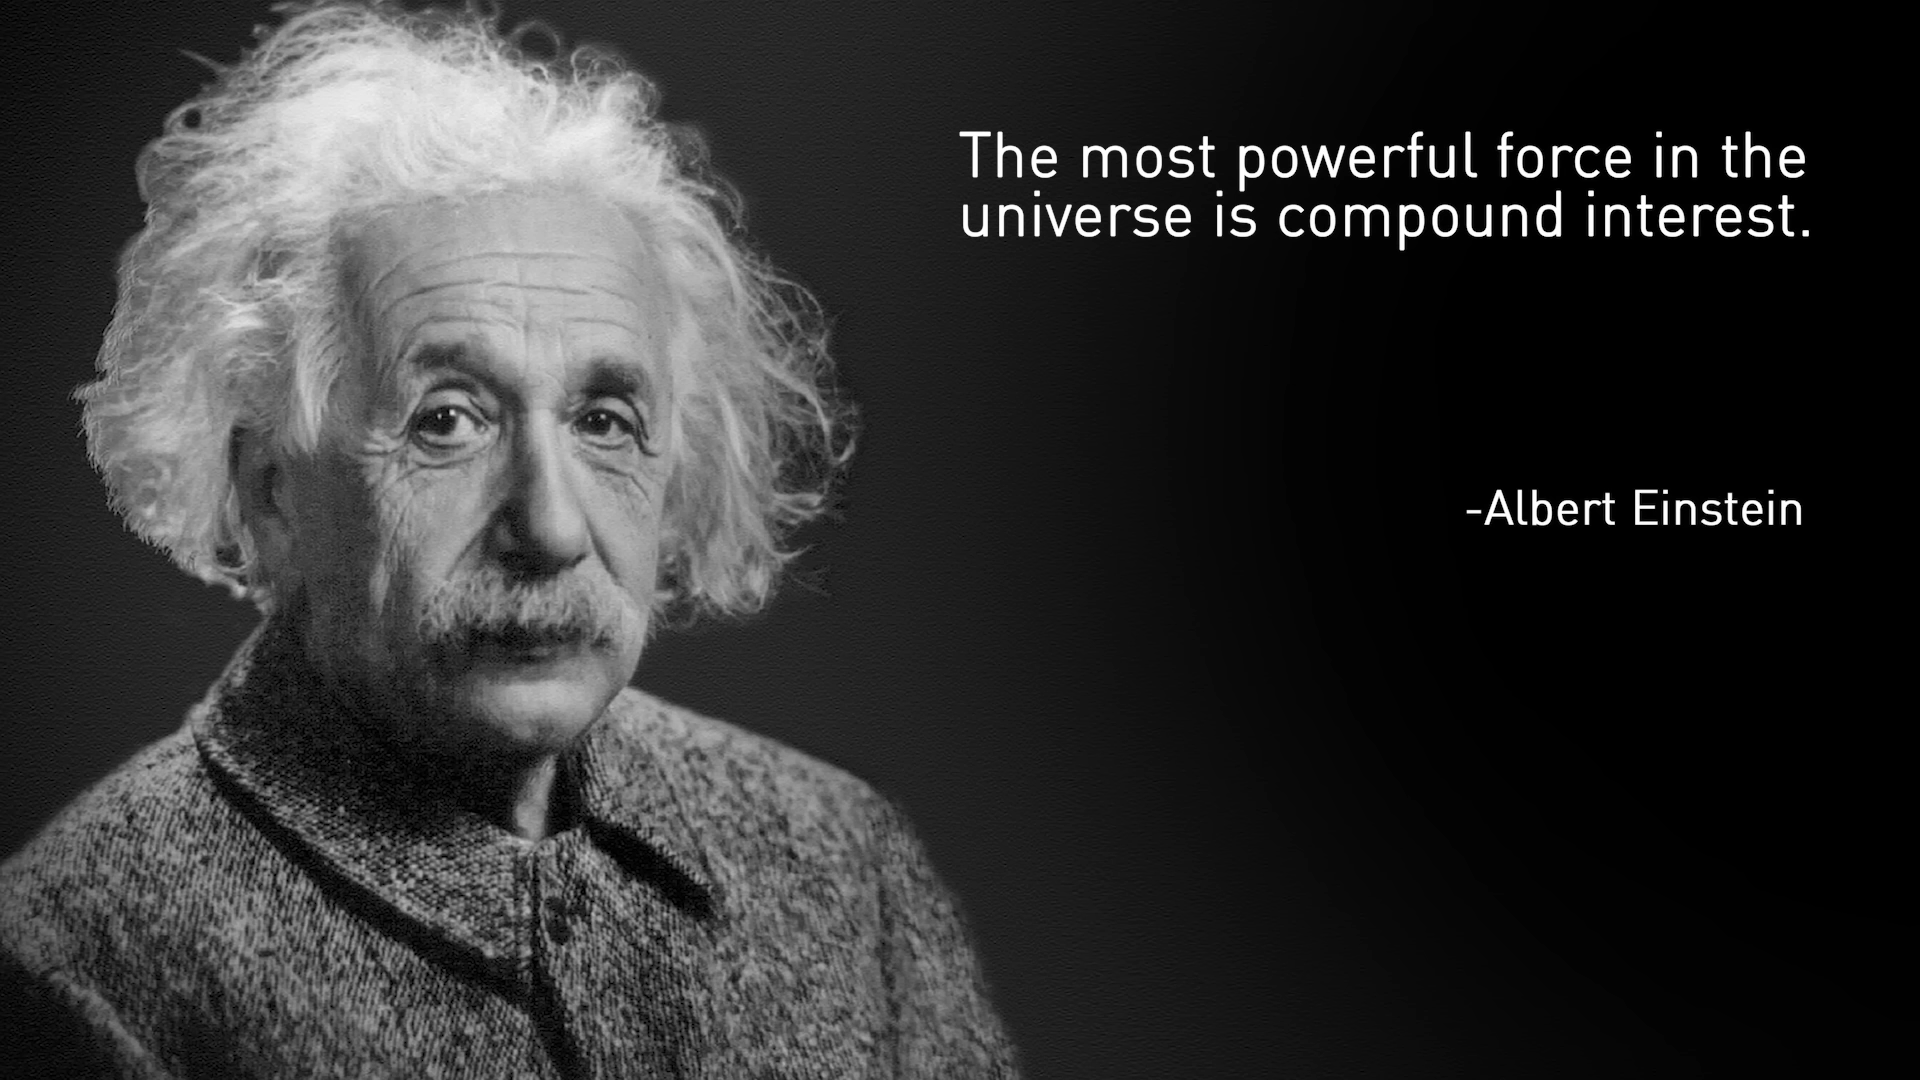 The most powerful force in the
universe is compound interest.
-Albert Einstein